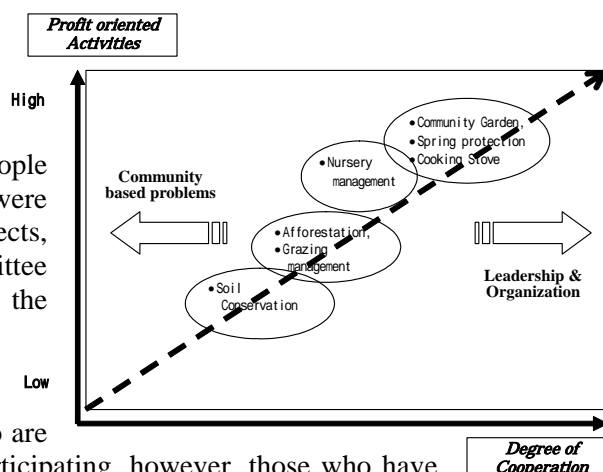 Profit oriented
Activities
High
ople
were
ects,
ittee
the
Community
based problems
• Community Garden,
• Spring protection
• Cooking Stove
• Nursery
management
• Afforestation,
• Grazing
management
• Soil
Conservation
Leadership &
Organization
Low
are
rticipating, however, those who have
Degree of
Cooperation